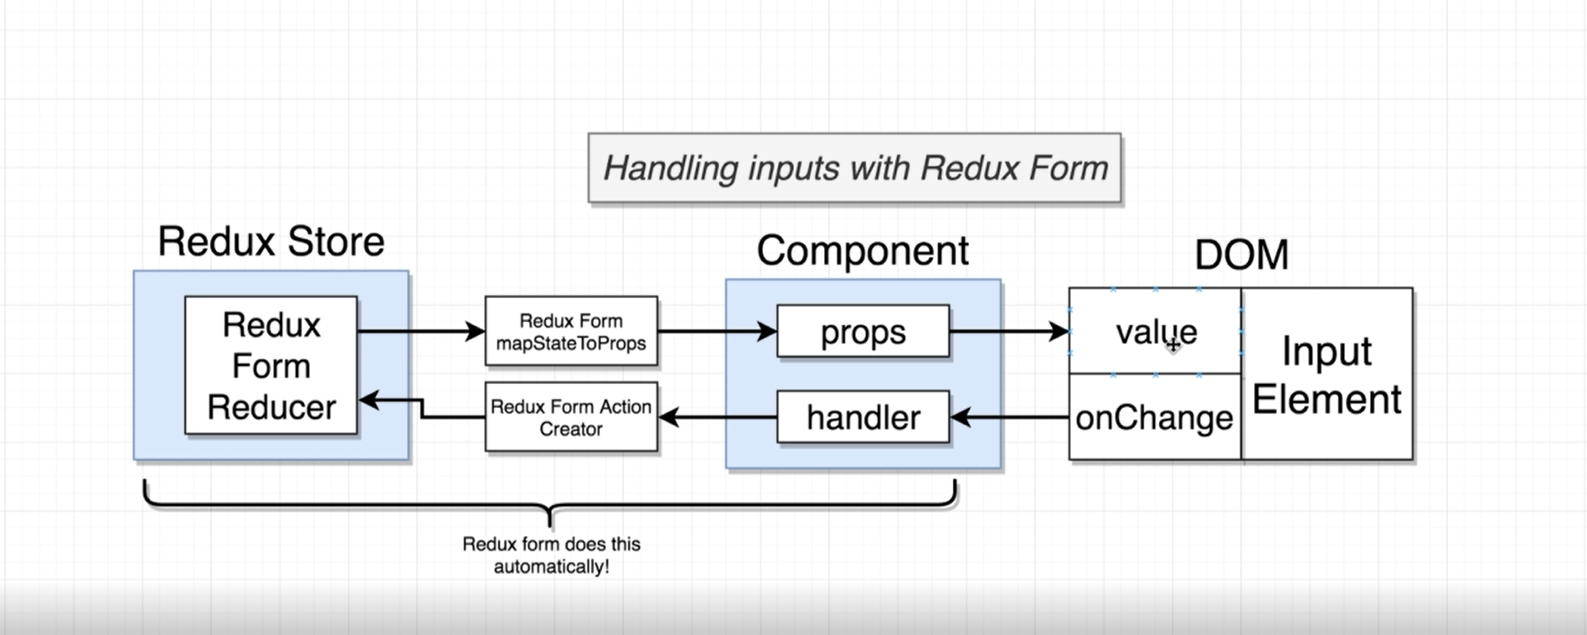 Handling inputs with Redux Form
Redux Store
Component
DOM
Redux
Form
Reducer
Redux Form
mapStateToProps
props
value
Input
Element
Redux Form Action
Creator
handler
onChange
Redux form does this
automatically!